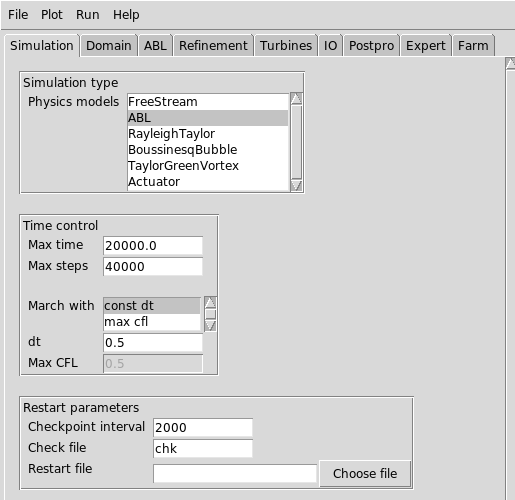 File Plot Run Help
Simulation Domain ABL Refinement Turbines IO Postpro Expert Farm
Simulation type
Physics models FreeStream
ABL
RayleighTaylor
BoussinesqBubble
TaylorGreenVortex
Actuator
Time control
Max time 20000.0
Max steps 40000
March with const dt
max cfl
dt 0.5
Max CFL 0.5
Restart parameters
Checkpoint interval 2000
Check file chk
Restart file Choose file